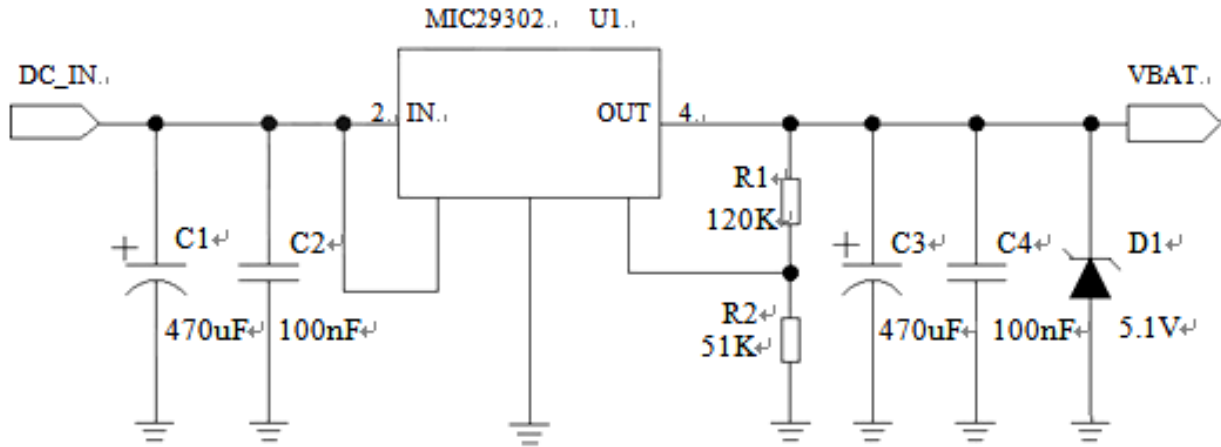 MIC29302 U1
DC_IN
VBAT
2 IN
OUT 4
R1
120K
+ C1
C2
+ C3
C4
D1
R2
470uF
100nF
51K
470uF
100nF
5.1V